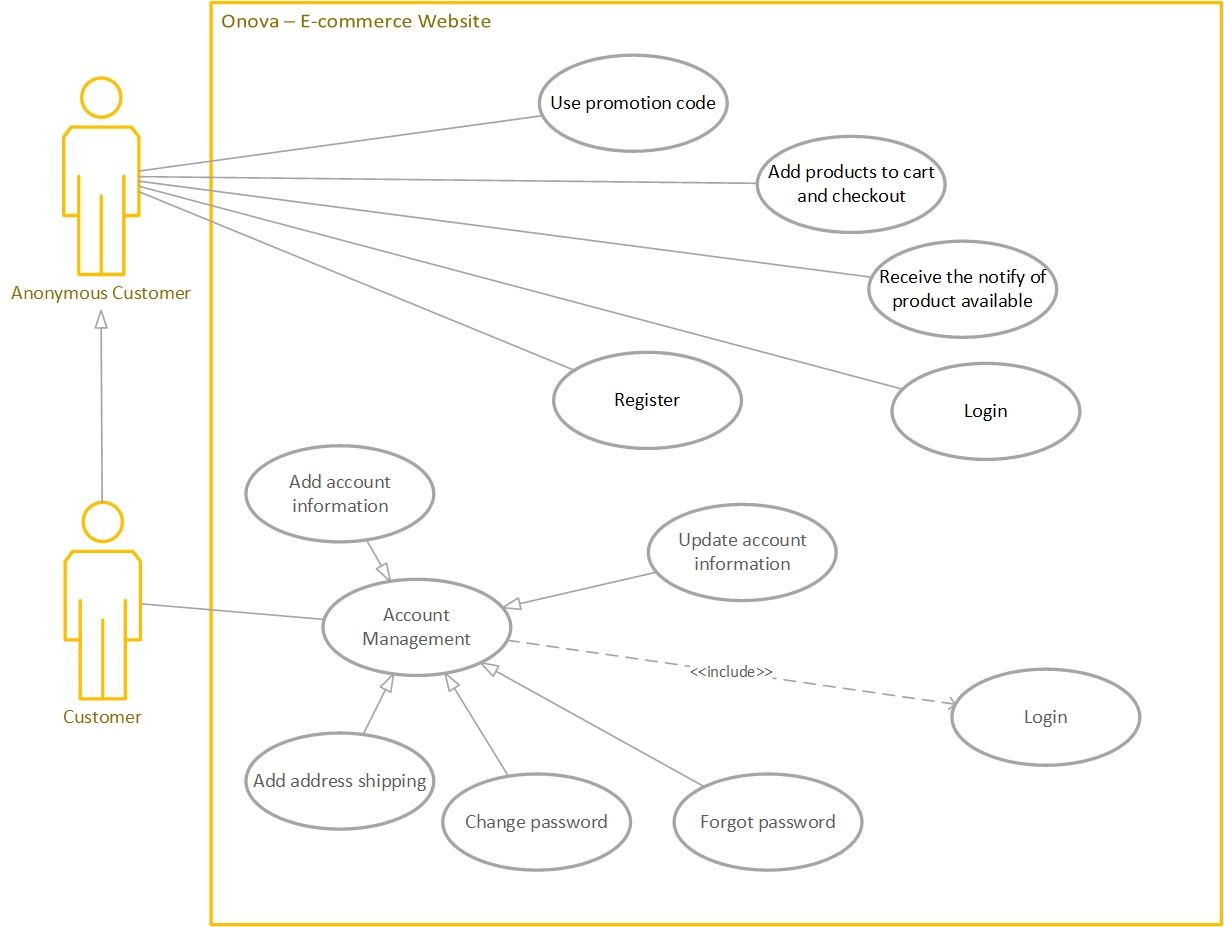 Onova – E-commerce Website
Use promotion code
Add products to cart
and checkout
Receive the notify of
product available
Anonymous Customer
Register
Login
Add account
information
Update account
information
Account
Management
<<include>>
Customer
Login
Add address shipping
Change password
Forgot password